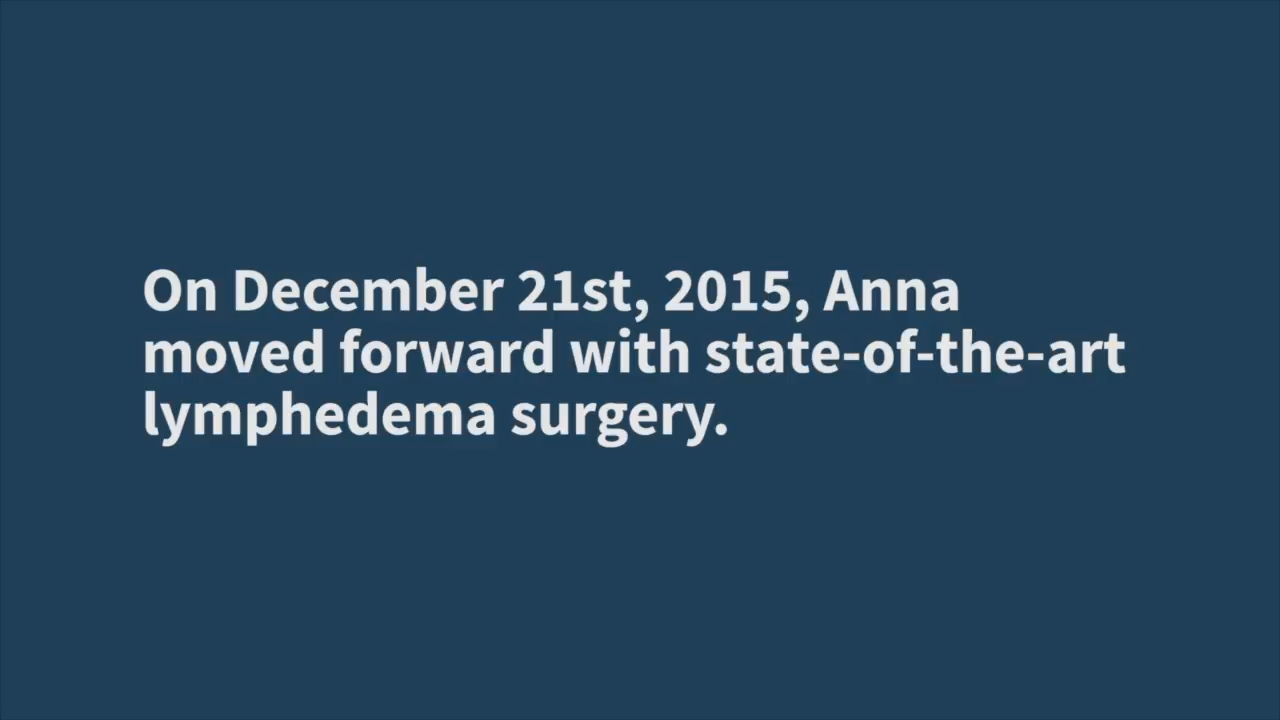 On December 21st, 2015, Anna
moved forward with state-of-the-art
lymphedema surgery.